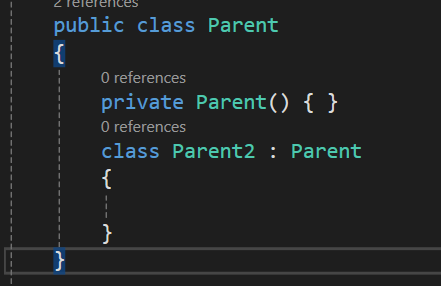 2 references
public class Parent
{
0 references
private Parent() { }
0 references
class Parent2 : Parent
{
}
}